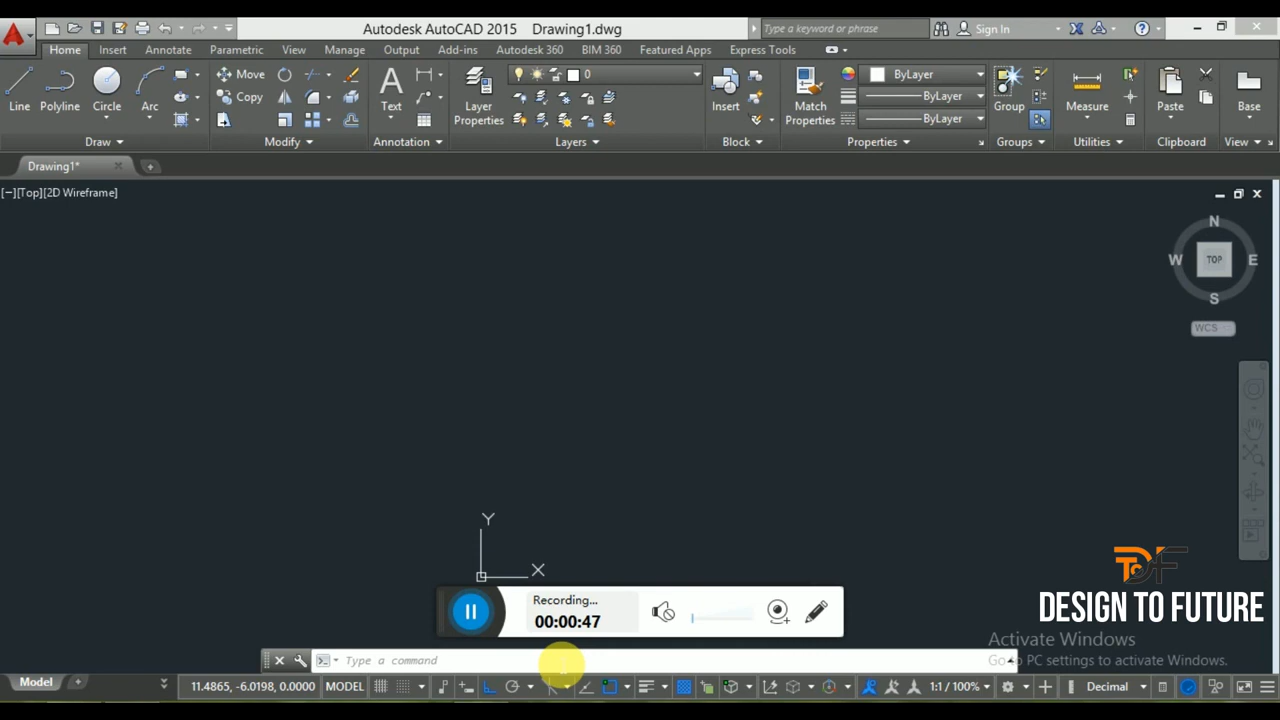 Autodesk AutoCAD 2015 Drawing1.dwg
Type a keyword or phrase
Sign In
Home Insert Annotate Parametric View Manage Output Add-ins Autodesk 360 BIM 360 Featured Apps Express Tools
Line Polyline Circle Arc
Move
Copy
Text
Layer Properties
0
Insert
Match Properties
ByLayer
ByLayer
ByLayer
Group
Measure
Paste
Base
Draw Modify Annotation Layers Block Properties Groups Utilities Clipboard View
Drawing1*
[−][Top][2D Wireframe]
N
W TOP E
S
WCS
Y
X
Recording...
00:00:47
TDF
DESIGN TO FUTURE
Activate Windows
Go to PC settings to activate Windows.
Type a command
Model
11.4865, -6.0198, 0.0000 MODEL
1:1 / 100%
Decimal